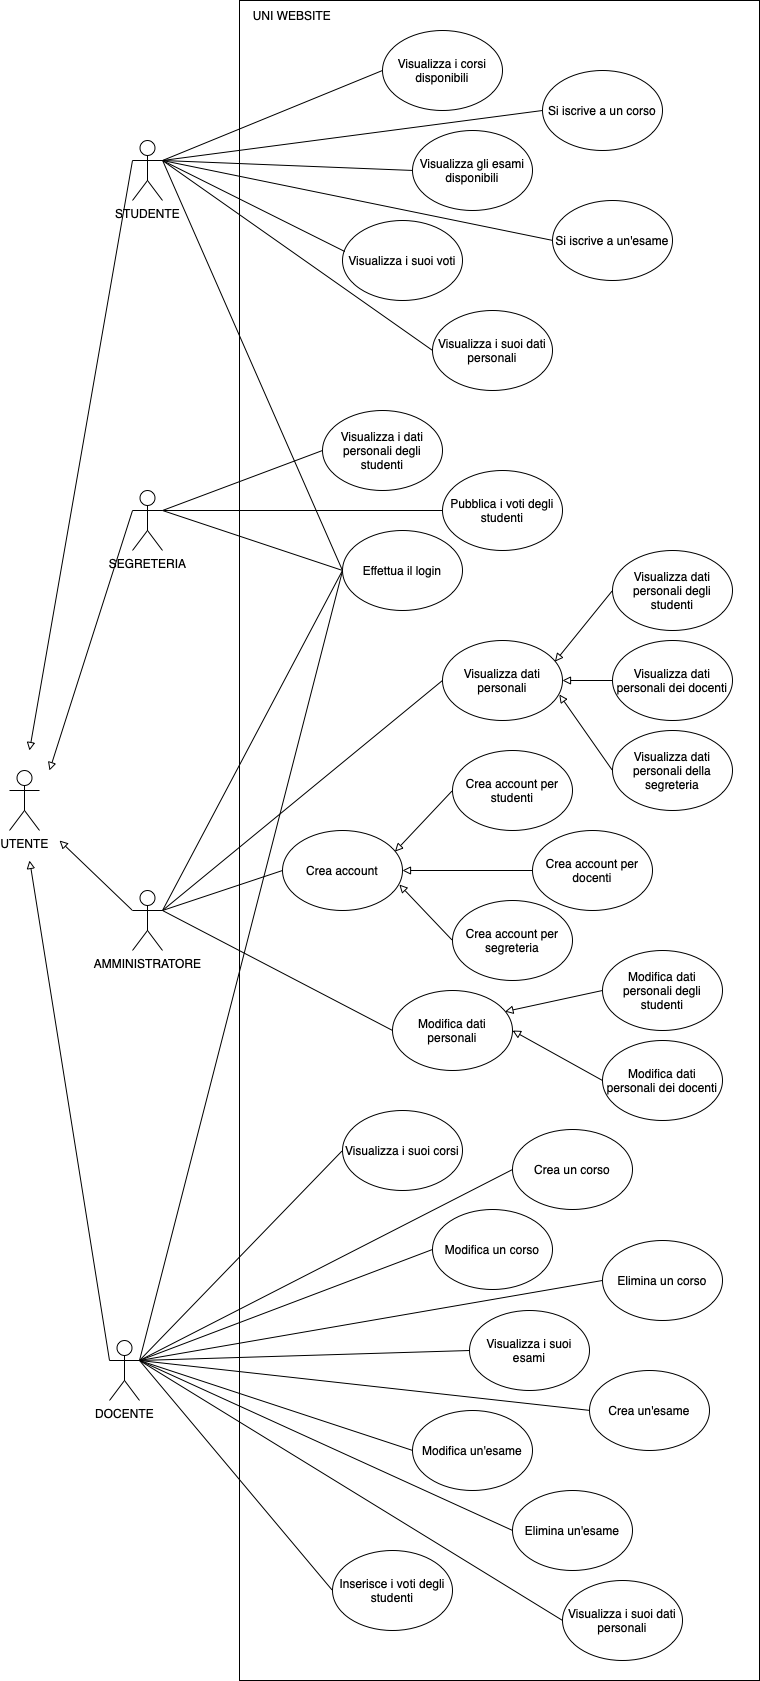 UNI WEBSITE
Visualizza i corsi
disponibili
Si iscrive a un corso
Visualizza gli esami
disponibili
STUDENTE
Si iscrive a un'esame
Visualizza i suoi voti
Visualizza i suoi dati
personali
Visualizza i dati
personali degli
studenti
Pubblica i voti degli
studenti
SEGRETERIA
Effettua il login
Visualizza dati
personali degli
studenti
Visualizza dati
personali
Visualizza dati
personali dei docenti
Visualizza dati
personali della
segreteria
Crea account per
studenti
UTENTE
Crea account
Crea account per
docenti
Crea account per
segreteria
AMMINISTRATORE
Modifica dati
personali degli
studenti
Modifica dati
personali
Modifica dati
personali dei docenti
Visualizza i suoi corsi
Crea un corso
Modifica un corso
Elimina un corso
Visualizza i suoi
esami
DOCENTE
Crea un'esame
Modifica un'esame
Elimina un'esame
Inserisce i voti degli
studenti
Visualizza i suoi dati
personali